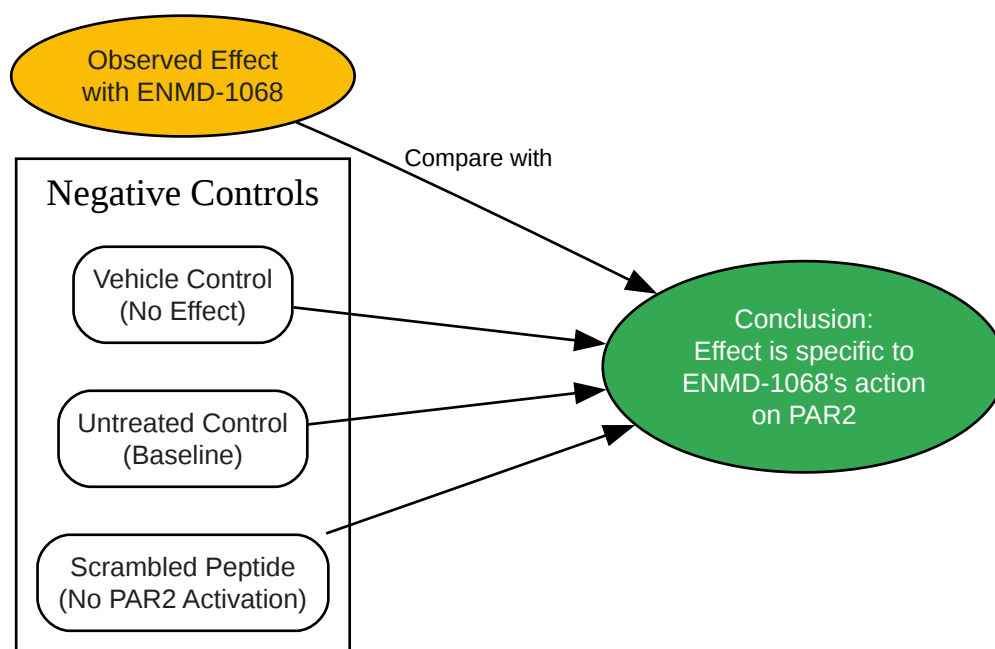 Observed Effect
with ENMD-1068
Compare with
Negative Controls
Vehicle Control
(No Effect)
Untreated Control
(Baseline)
Scrambled Peptide
(No PAR2 Activation)
Conclusion:
Effect is specific to
ENMD-1068's action
on PAR2